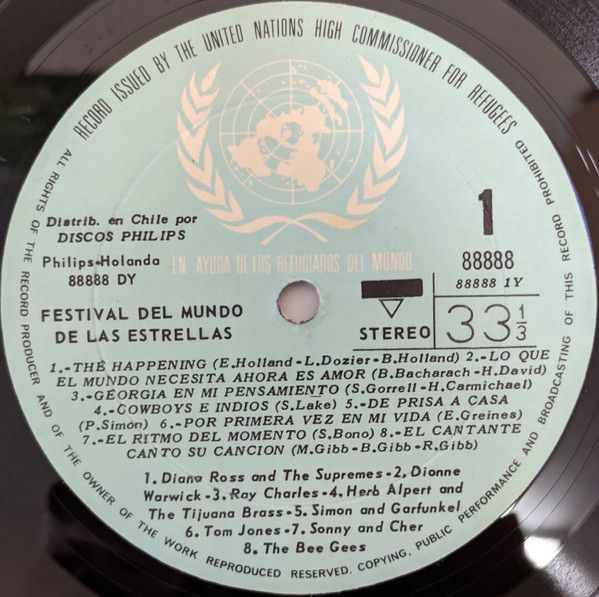 RECORD ISSUED BY THE UNITED NATIONS HIGH COMMISSIONER FOR REFUGEES
ALL RIGHTS OF THE RECORD PRODUCER AND OF THE OWNER OF THE WORK REPRODUCED RESERVED. COPYING, PUBLIC PERFORMANCE AND BROADCASTING OF THIS RECORD PROHIBITED
Distrib. en Chile por
DISCOS PHILIPS
Philips-Holanda
88888 DY
EN AYUDA DE LOS REFUGIADOS DEL MUNDO
1
88888
88888 1Y
FESTIVAL DEL MUNDO
DE LAS ESTRELLAS
STEREO
33 1/3
1.-THE HAPPENING (E.Holland-L.Dozier-B.Holland) 2.-LO QUE
EL MUNDO NECESITA AHORA ES AMOR (B.Bacharach-H.David)
3.-GEORGIA EN MI PENSAMIENTO (S.Gorrell-H.Carmichael)
4.-COWBOYS E INDIOS (S.Lake) 5.-DE PRISA A CASA
(P.Simón) 6.-POR PRIMERA VEZ EN MI VIDA (E.Greines)
7.-EL RITMO DEL MOMENTO (S.Bono) 8.-EL CANTANTE
CANTO SU CANCION (M.Gibb-B.Gibb-R.Gibb)
1. Diana Ross and The Supremes-2, Dionne
Warwick-3. Ray Charles-4. Herb Alpert and
The Tijuana Brass-5. Simon and Garfunkel
6. Tom Jones-7. Sonny and Cher
8. The Bee Gees